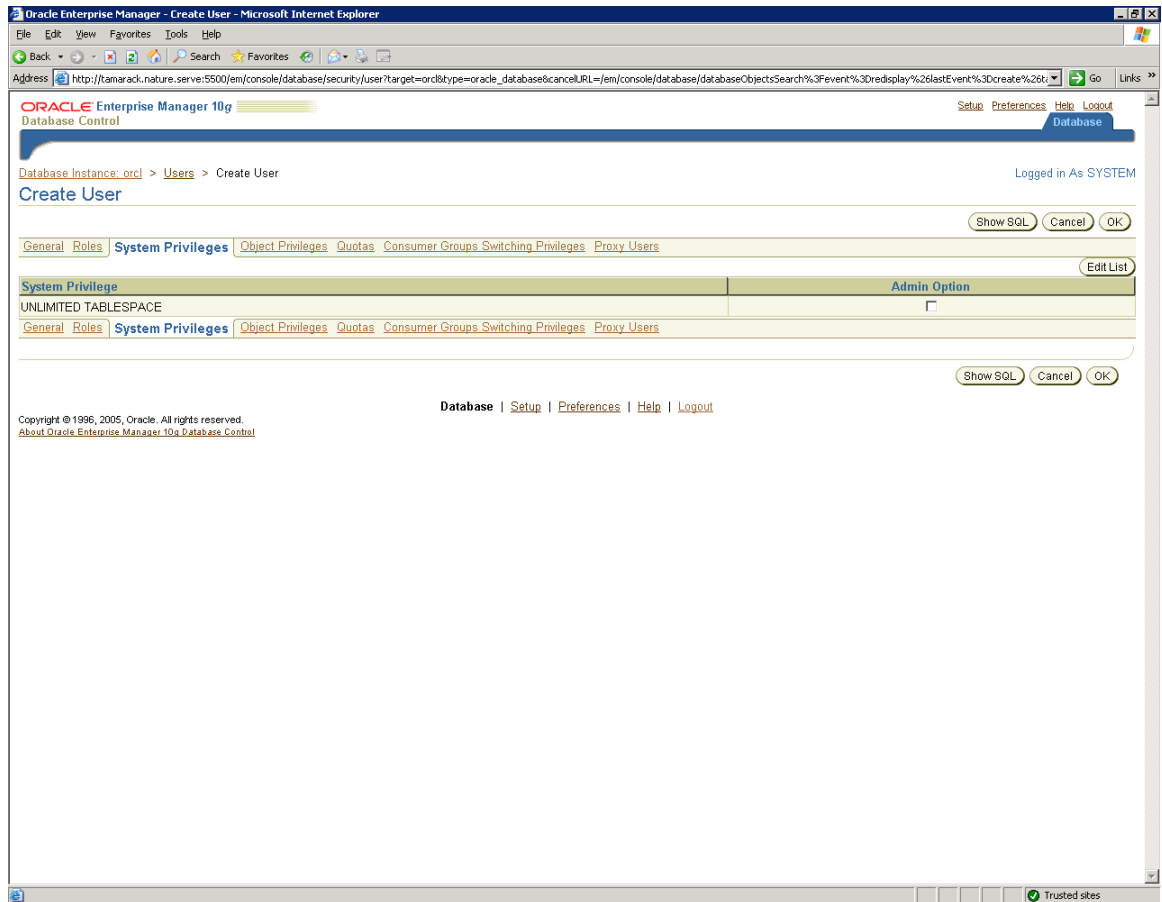 Oracle Enterprise Manager - Create User - Microsoft Internet Explorer
File Edit View Favorites Tools Help
Back Search Favorites
Address http://tamarack.nature.serve:5500/em/console/database/security/user?target=orcl&type=oracle_database&cancelURL=/em/console/database/databaseObjectsSearch%3Fevent%3Dredisplay%26lastEvent%3Dcreate%26ta Go Links »
ORACLE Enterprise Manager 10g
Database Control
Setup Preferences Help Logout
Database
Database Instance: orcl > Users > Create User
Logged in As SYSTEM
Create User
Show SQL Cancel OK
General Roles System Privileges Object Privileges Quotas Consumer Groups Switching Privileges Proxy Users
Edit List
System Privilege Admin Option
UNLIMITED TABLESPACE
General Roles System Privileges Object Privileges Quotas Consumer Groups Switching Privileges Proxy Users
Show SQL Cancel OK
Database | Setup | Preferences | Help | Logout
Copyright © 1996, 2005, Oracle. All rights reserved.
About Oracle Enterprise Manager 10g Database Control
Trusted sites